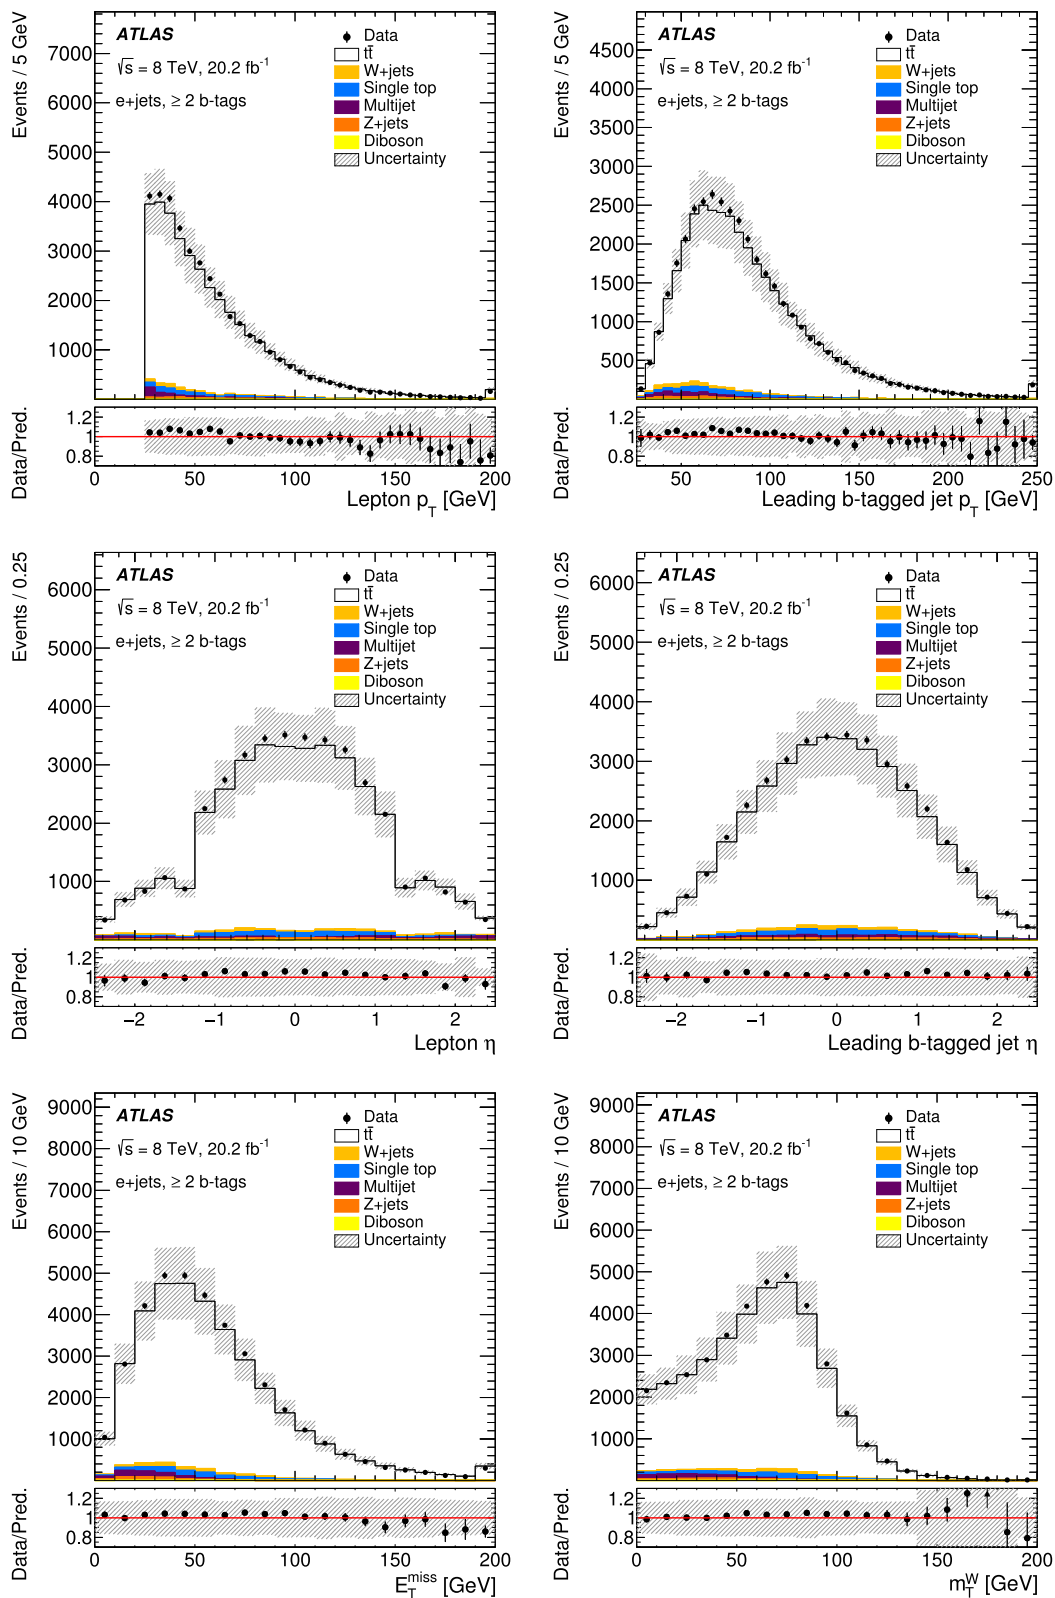 Events / 5 GeV
7000
6000
5000
4000
3000
2000
1000
ATLAS
√s = 8 TeV, 20.2 fb⁻¹
e+jets, ≥ 2 b-tags
Data
tt̄
W+jets
Single top
Multijet
Z+jets
Diboson
Uncertainty
Data/Pred.
1.2
1
0.8
0 50 100 150 200
Lepton p_T [GeV]
Events / 5 GeV
4500
4000
3500
3000
2500
2000
1500
1000
500
ATLAS
√s = 8 TeV, 20.2 fb⁻¹
e+jets, ≥ 2 b-tags
Data
tt̄
W+jets
Single top
Multijet
Z+jets
Diboson
Uncertainty
Data/Pred.
1.2
1
0.8
50 100 150 200 250
Leading b-tagged jet p_T [GeV]
Events / 0.25
6000
5000
4000
3000
2000
1000
ATLAS
√s = 8 TeV, 20.2 fb⁻¹
e+jets, ≥ 2 b-tags
Data
tt̄
W+jets
Single top
Multijet
Z+jets
Diboson
Uncertainty
Data/Pred.
1.2
1
0.8
−2 −1 0 1 2
Lepton η
Events / 0.25
6000
5000
4000
3000
2000
1000
ATLAS
√s = 8 TeV, 20.2 fb⁻¹
e+jets, ≥ 2 b-tags
Data
tt̄
W+jets
Single top
Multijet
Z+jets
Diboson
Uncertainty
Data/Pred.
1.2
1
0.8
−2 −1 0 1 2
Leading b-tagged jet η
Events / 10 GeV
9000
8000
7000
6000
5000
4000
3000
2000
1000
ATLAS
√s = 8 TeV, 20.2 fb⁻¹
e+jets, ≥ 2 b-tags
Data
tt̄
W+jets
Single top
Multijet
Z+jets
Diboson
Uncertainty
Data/Pred.
1.2
1
0.8
0 50 100 150 200
E_T^miss [GeV]
Events / 10 GeV
9000
8000
7000
6000
5000
4000
3000
2000
1000
ATLAS
√s = 8 TeV, 20.2 fb⁻¹
e+jets, ≥ 2 b-tags
Data
tt̄
W+jets
Single top
Multijet
Z+jets
Diboson
Uncertainty
Data/Pred.
1.2
1
0.8
0 50 100 150 200
m_T^W [GeV]